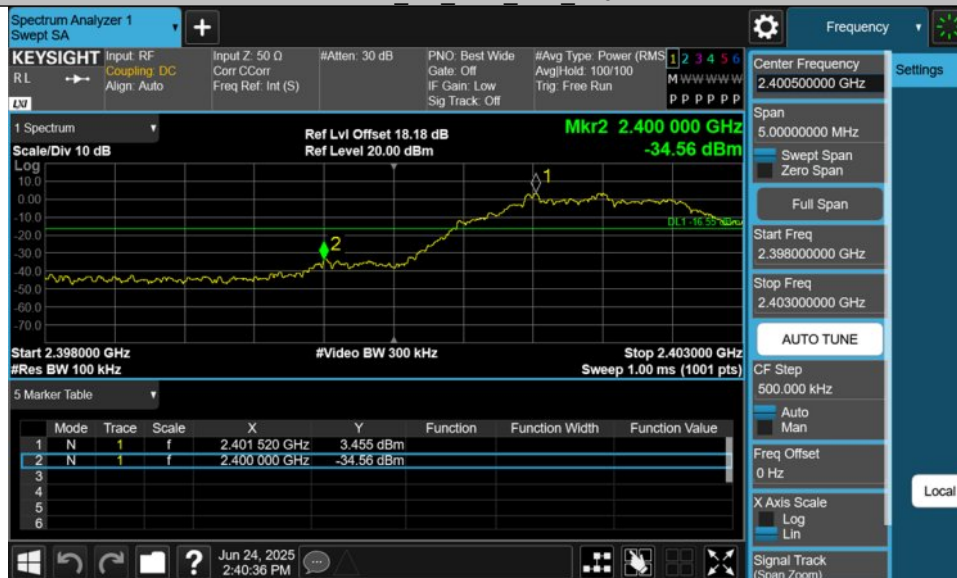 Spectrum Analyzer 1
Swept SA
+
Frequency
KEYSIGHT
Input: RF
Input Z: 50 Ω
#Atten: 30 dB
PNO: Best Wide
#Avg Type: Power (RMS
1 2 3 4 5 6
RL
Coupling: DC
Corr CCorr
Gate: Off
Avg|Hold: 100/100
M W W W W W
Align: Auto
Freq Ref: Int (S)
IF Gain: Low
Trig: Free Run
P P P P P P
LXI
Sig Track: Off
Center Frequency
2.400500000 GHz
Settings
Span
5.00000000 MHz
Swept Span
Zero Span
Full Span
Start Freq
2.398000000 GHz
Stop Freq
2.403000000 GHz
AUTO TUNE
CF Step
500.000 kHz
Auto
Man
Freq Offset
0 Hz
X Axis Scale
Log
Lin
Signal Track
(Span Zoom)
Local
1 Spectrum
Ref Lvl Offset 18.18 dB
Mkr2 2.400 000 GHz
Scale/Div 10 dB
Ref Level 20.00 dBm
-34.56 dBm
Log
10.0
0.00
-10.0
-20.0
-30.0
-40.0
-50.0
-60.0
-70.0
1
2
DL1 -16.55 dBm
Start 2.398000 GHz
#Video BW 300 kHz
Stop 2.403000 GHz
#Res BW 100 kHz
Sweep 1.00 ms (1001 pts)
5 Marker Table
Mode Trace Scale X Y Function Function Width Function Value
1 N 1 f 2.401 520 GHz 3.455 dBm
2 N 1 f 2.400 000 GHz -34.56 dBm
3
4
5
6
?
Jun 24, 2025
2:40:36 PM